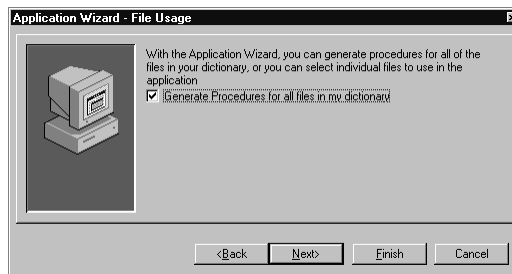 Application Wizard - File Usage
With the Application Wizard, you can generate procedures for all of the
files in your dictionary, or you can select individual files to use in the
application
Generate Procedures for all files in my dictionary
<Back Next> Finish Cancel